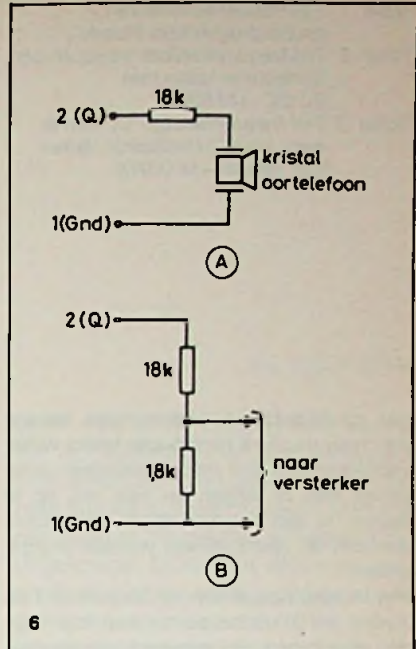 18k
2 (Q)
kristal
oortelefoon
1(Gnd)
A
2 (Q)
18k
1,8k
naar
versterker
1(Gnd)
B
6